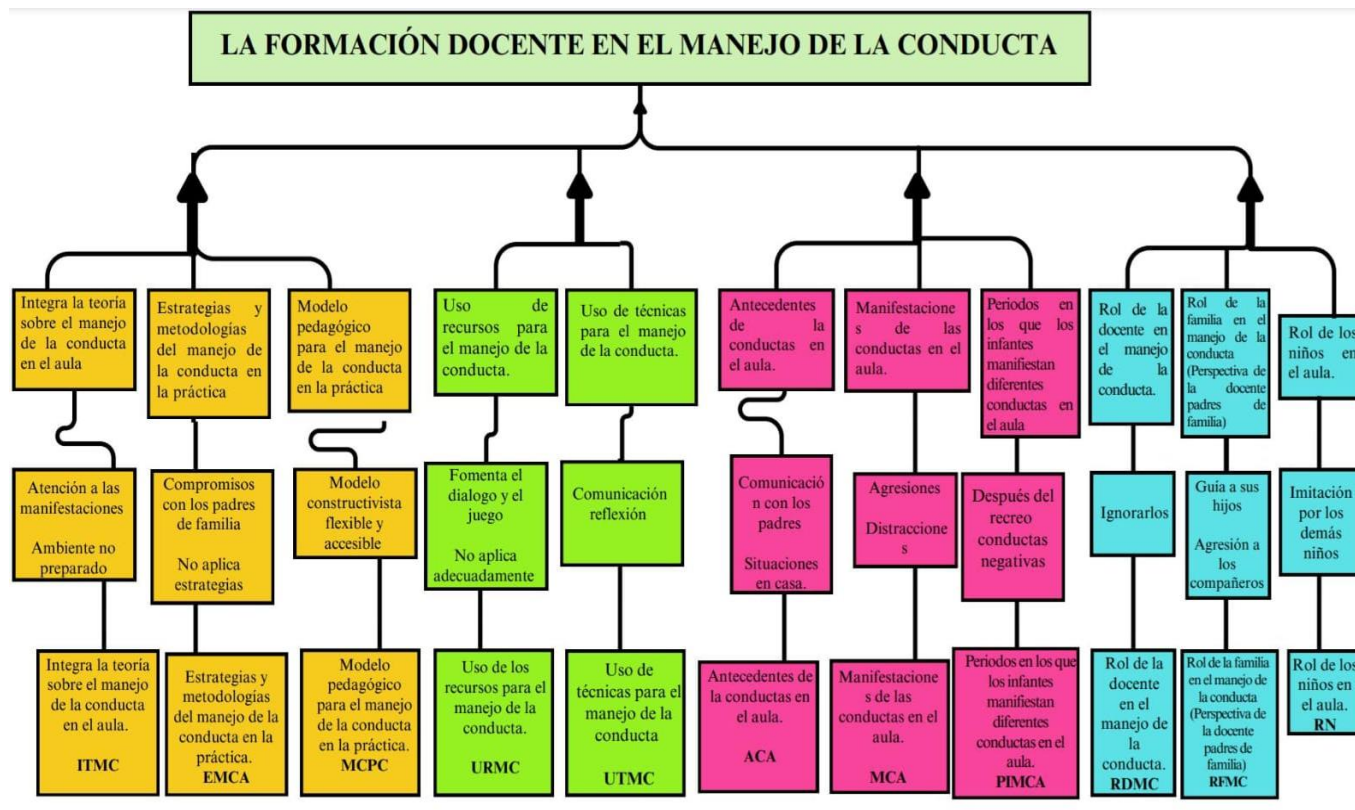 LA FORMACIÓN DOCENTE EN EL MANEJO DE LA CONDUCTA
Integra la teoría
sobre el manejo
de la conducta
en el aula
Estrategias y
metodologías
del manejo de
la conducta en
la práctica
Modelo
pedagógico
para el manejo
de la conducta
en la práctica
Uso de
recursos para
el manejo de la
conducta.
Uso de técnicas
para el manejo
de la conducta.
Antecedentes
de la
conductas en
el aula.
Manifestacione
s de las
conductas en el
aula.
Periodos en
los que los
infantes
manifiestan
diferentes
conductas en
el aula
Rol de la
docente en
el manejo
de la
conducta.
Rol de la
familia en el
manejo de la
conducta
(Perspectiva
de la docente
padres de
familia)
Rol de los
niños en
el aula.
Atención a las
manifestaciones
Ambiente no
preparado
Compromisos
con los padres
de familia
No aplica
estrategias
Modelo
constructivista
flexible y
accesible
Fomenta el
dialogo y el
juego
No aplica
adecuadamente
Comunicación
reflexión
Comunicació
n con los
padres
Situaciones
en casa.
Agresiones
Distraccione
s
Después del
recreo
conductas
negativas
Ignorarlos
Guía a sus
hijos
Agresión a
los
compañeros
Imitación
por los
demás
niños
Integra la teoría
sobre el manejo
de la conducta
en el aula.
ITMC
Estrategias y
metodologías
del manejo de la
conducta en la
práctica.
EMCA
Modelo
pedagógico
para el manejo
de la conducta
en la práctica.
MCPC
Uso de los
recursos para el
manejo de la
conducta.
URMC
Uso de
técnicas para el
manejo de la
conducta
UTMC
Antecedentes de
la conductas en
el aula.
ACA
Manifestacione
s de las
conductas en el
aula.
MCA
Periodos en los que
los infantes
manifiestan
diferentes
conductas en el
aula.
PIMCA
Rol de la
docente
en el
manejo de
la
conducta.
RDMC
Rol de la familia
en el manejo de
la conducta
(Perspectiva de
la docente
padres de
familia)
RFMC
Rol de los
niños en
el aula.
RN